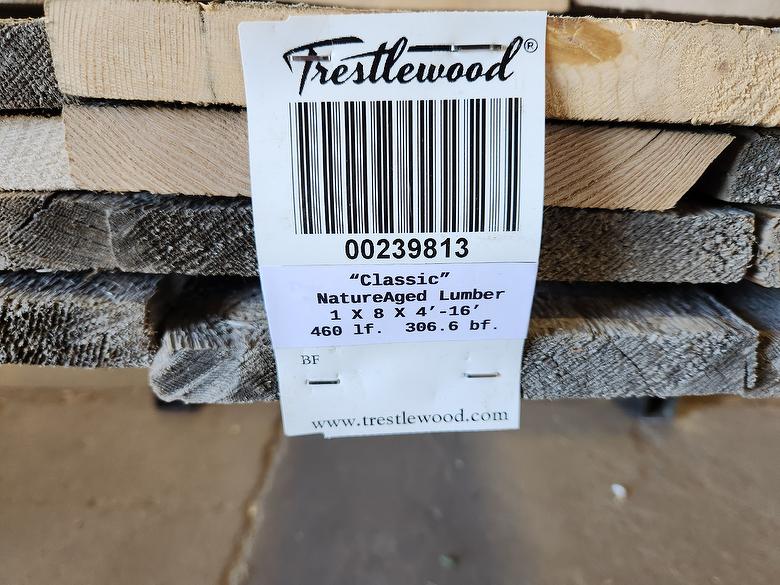 Trestlewood®
00239813
“Classic”
NatureAged Lumber
1 X 8 X 4’-16’
460 lf. 306.6 bf.
BF
www.trestlewood.com